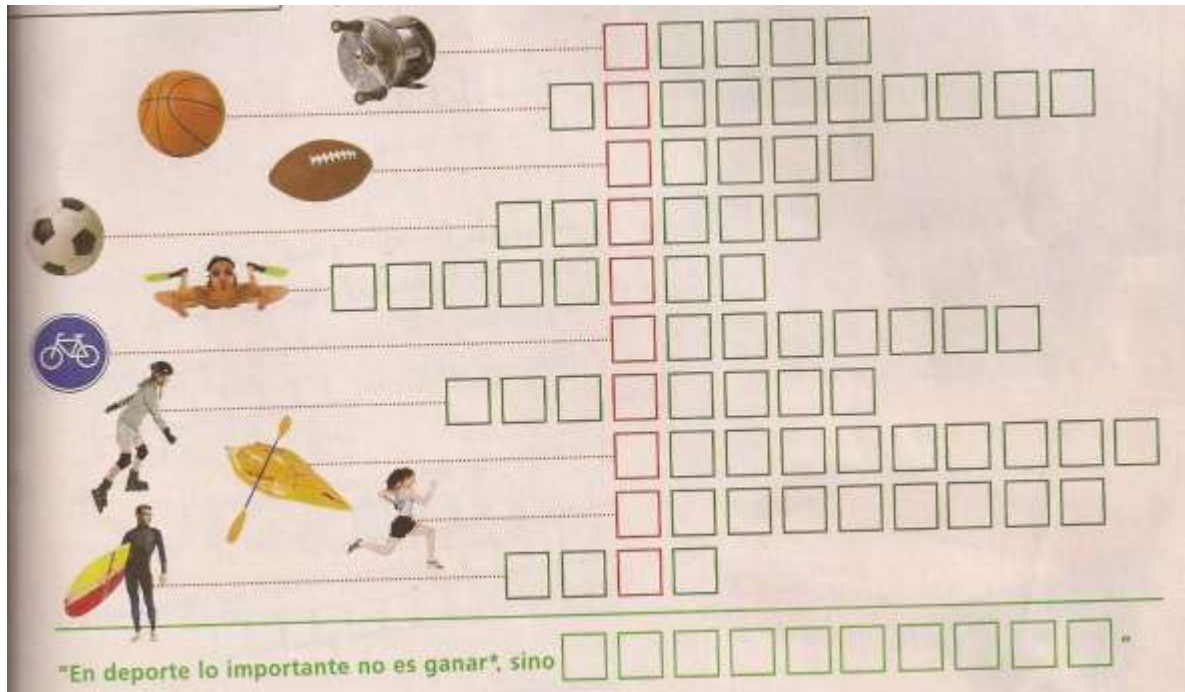 "En deporte lo importante no es ganar*, sino "